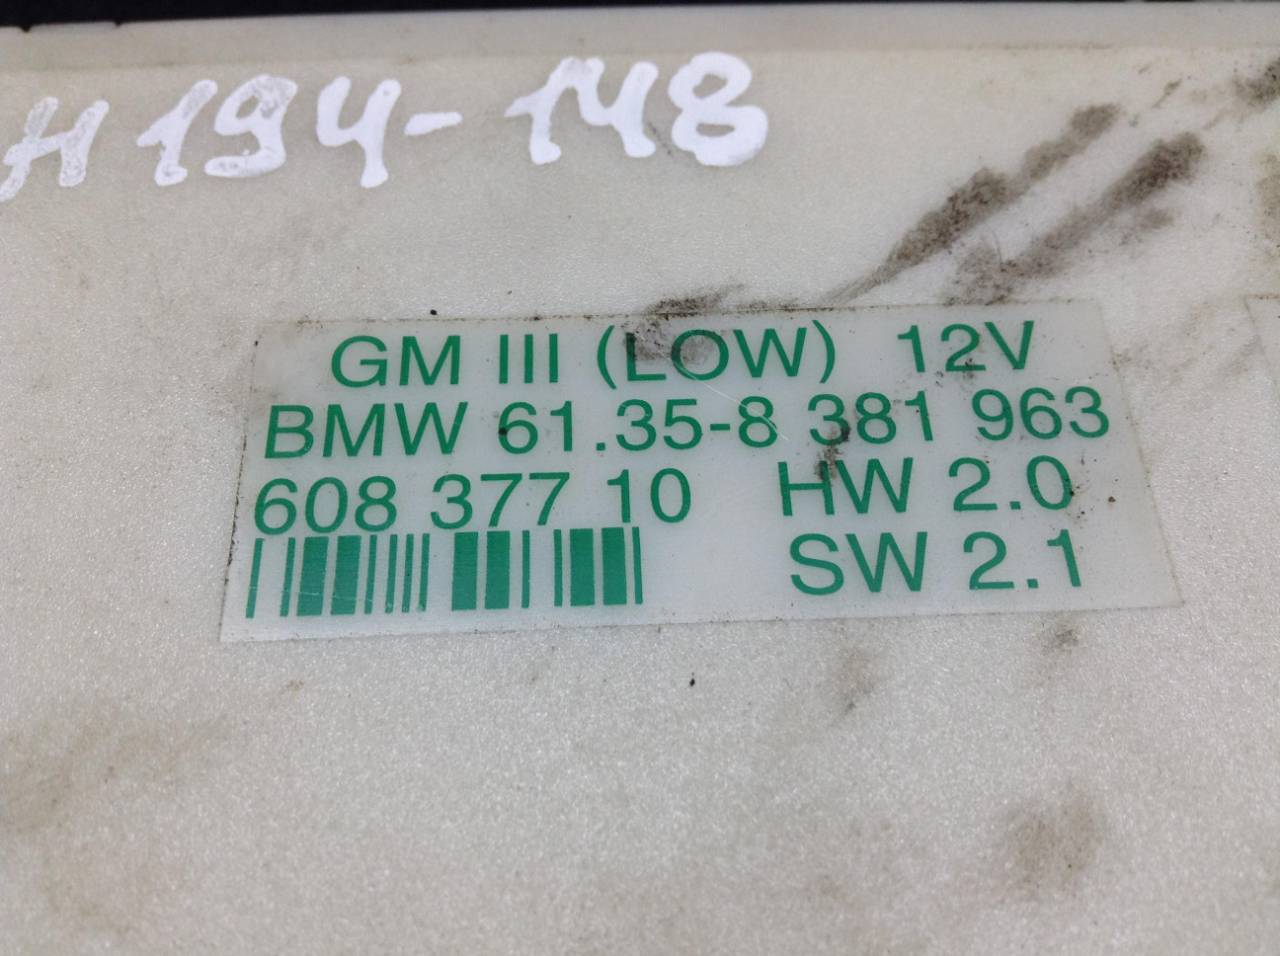 H 194-148
GM III (LOW) 12V
BMW 61.35-8 381 963
608 377 10 HW 2.0
SW 2.1